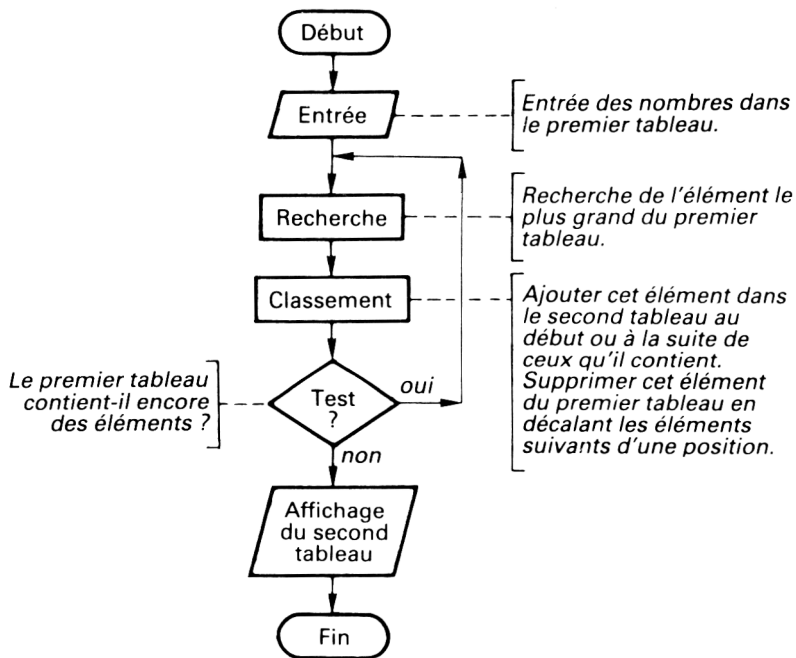 Début
Entrée
Entrée des nombres dans
le premier tableau.
Recherche
Recherche de l'élément le
plus grand du premier
tableau.
Classement
Ajouter cet élément dans
le second tableau au
début ou à la suite de
ceux qu'il contient.
Supprimer cet élément
du premier tableau en
décalant les éléments
suivants d'une position.
Le premier tableau
contient-il encore
des éléments ?
Test
?
oui
non
Affichage
du second
tableau
Fin